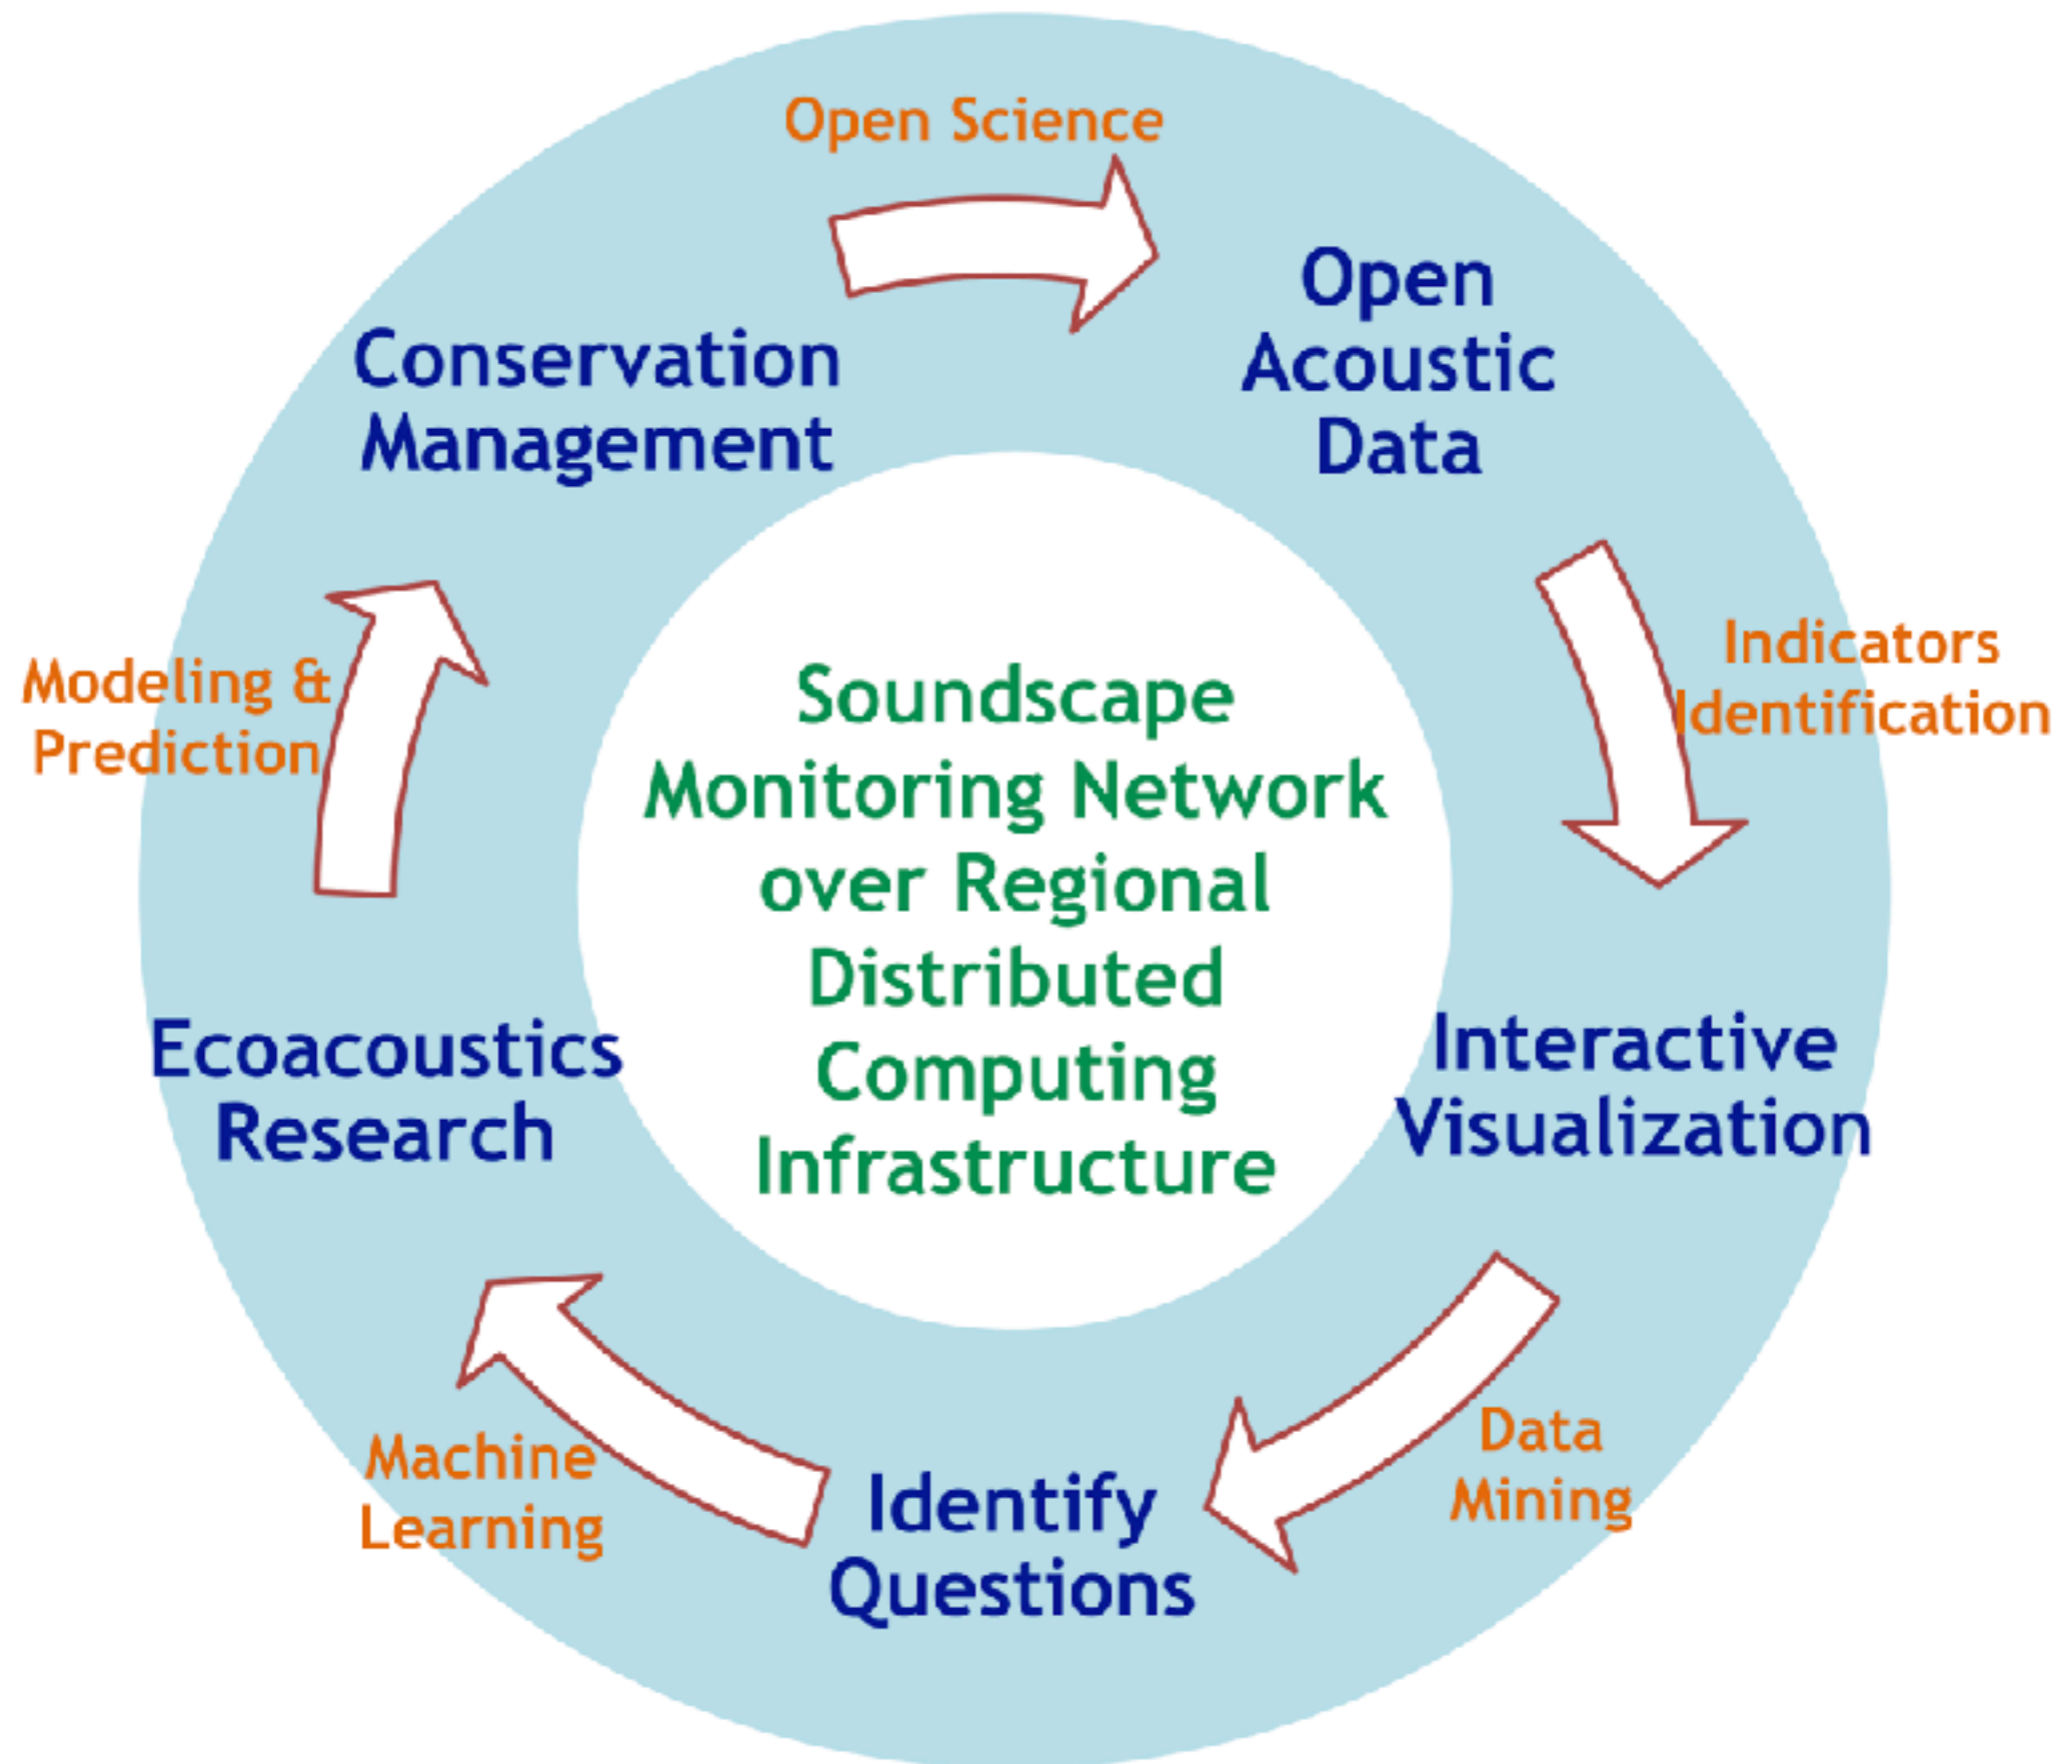 Open Science
Open
Acoustic
Data
Conservation
Management
Indicators
Identification
Modeling &
Prediction
Soundscape
Monitoring Network
over Regional
Distributed
Computing
Infrastructure
Interactive
Visualization
Ecoacoustics
Research
Data
Mining
Machine
Learning
Identify
Questions